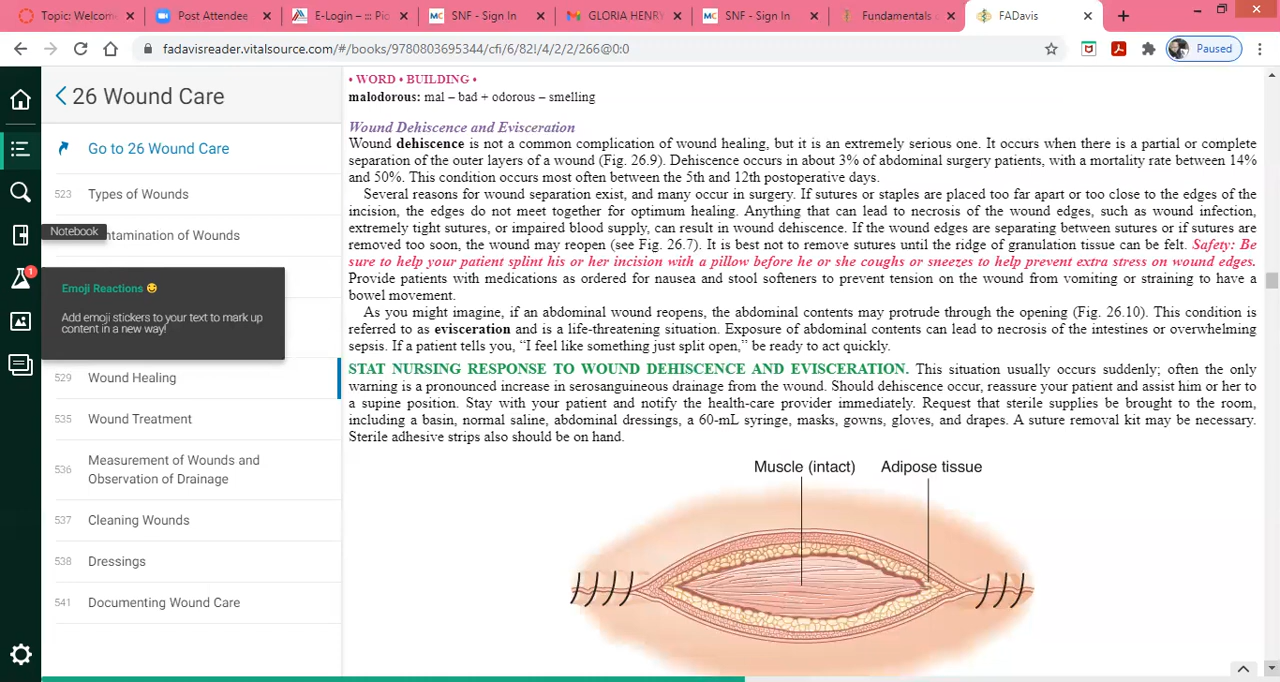 Topic: Welcom
Post Attendee
E-Login – ::: Pic
SNF - Sign In
GLORIA HENRY
SNF - Sign In
Fundamentals
FADavis
fadavisreader.vitalsource.com/#/books/9780803695344/cfi/6/82!/4/2/2/266@0:0
Paused
26 Wound Care
Go to 26 Wound Care
523 Types of Wounds
Notebook
ntamination of Wounds
1
Emoji Reactions 😀
Add emoji stickers to your text to mark up
content in a new way!
529 Wound Healing
535 Wound Treatment
536 Measurement of Wounds and
Observation of Drainage
537 Cleaning Wounds
538 Dressings
541 Documenting Wound Care
• WORD • BUILDING •
malodorous: mal – bad + odorous – smelling
Wound Dehiscence and Evisceration
Wound dehiscence is not a common complication of wound healing, but it is an extremely serious one. It occurs when there is a partial or complete
separation of the outer layers of a wound (Fig. 26.9). Dehiscence occurs in about 3% of abdominal surgery patients, with a mortality rate between 14%
and 50%. This condition occurs most often between the 5th and 12th postoperative days.
Several reasons for wound separation exist, and many occur in surgery. If sutures or staples are placed too far apart or too close to the edges of the
incision, the edges do not meet together for optimum healing. Anything that can lead to necrosis of the wound edges, such as wound infection,
extremely tight sutures, or impaired blood supply, can result in wound dehiscence. If the wound edges are separating between sutures or if sutures are
removed too soon, the wound may reopen (see Fig. 26.7). It is best not to remove sutures until the ridge of granulation tissue can be felt. Safety: Be
sure to help your patient splint his or her incision with a pillow before he or she coughs or sneezes to help prevent extra stress on wound edges.
Provide patients with medications as ordered for nausea and stool softeners to prevent tension on the wound from vomiting or straining to have a
bowel movement.
As you might imagine, if an abdominal wound reopens, the abdominal contents may protrude through the opening (Fig. 26.10). This condition is
referred to as evisceration and is a life-threatening situation. Exposure of abdominal contents can lead to necrosis of the intestines or overwhelming
sepsis. If a patient tells you, “I feel like something just split open,” be ready to act quickly.
STAT NURSING RESPONSE TO WOUND DEHISCENCE AND EVISCERATION. This situation usually occurs suddenly; often the only
warning is a pronounced increase in serosanguineous drainage from the wound. Should dehiscence occur, reassure your patient and assist him or her to
a supine position. Stay with your patient and notify the health-care provider immediately. Request that sterile supplies be brought to the room,
including a basin, normal saline, abdominal dressings, a 60-mL syringe, masks, gowns, gloves, and drapes. A suture removal kit may be necessary.
Sterile adhesive strips also should be on hand.
Muscle (intact) Adipose tissue